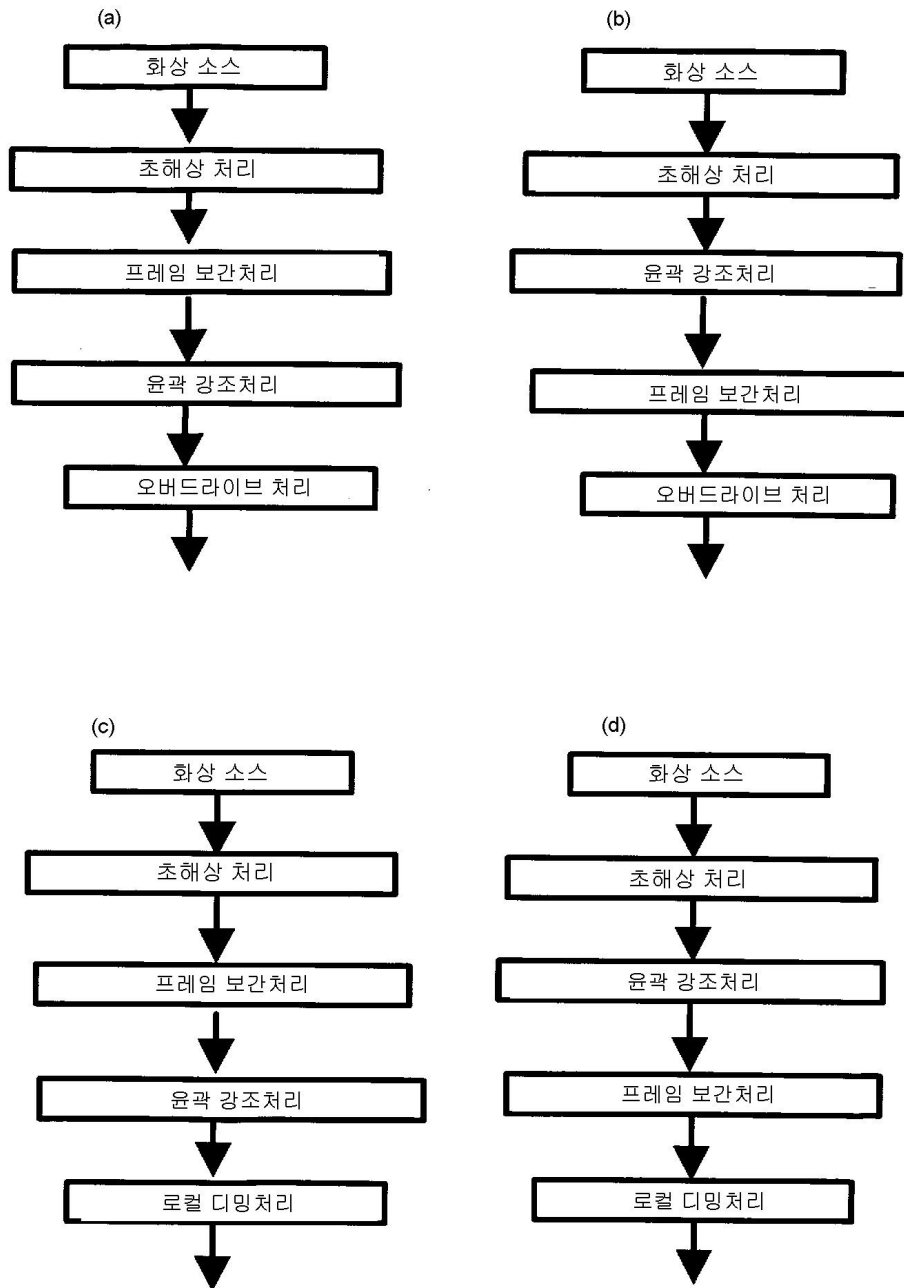 (a)
화상 소스
초해상 처리
프레임 보간처리
윤곽 강조처리
오버드라이브 처리
(b)
화상 소스
초해상 처리
윤곽 강조처리
프레임 보간처리
오버드라이브 처리
(c)
화상 소스
초해상 처리
프레임 보간처리
윤곽 강조처리
로컬 디밍처리
(d)
화상 소스
초해상 처리
윤곽 강조처리
프레임 보간처리
로컬 디밍처리